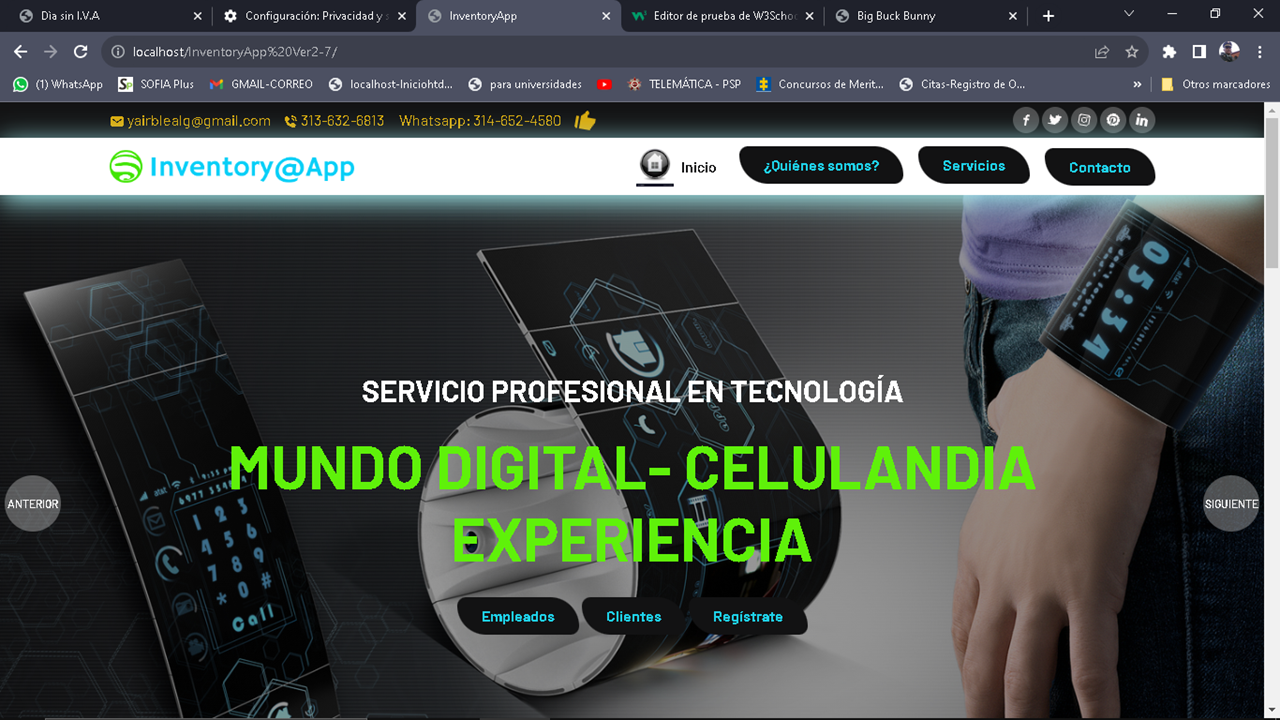 Dìa sin I.V.A
Configuración: Privacidad y s
InventoryApp
Editor de prueba de W3Schoo
Big Buck Bunny
localhost/InventoryApp%20Ver2-7/
(1) WhatsApp
SOFIA Plus
GMAIL-CORREO
localhost-Iniciohtd...
para universidades
TELEMÁTICA - PSP
Concursos de Merit...
Citas-Registro de O...
»
Otros marcadores
yairblealg@gmail.com
313-632-6813
Whatsapp: 314-652-4580
Inventory@App
Inicio
¿Quiénes somos?
Servicios
Contacto
05:34
SERVICIO PROFESIONAL EN TECNOLOGÍA
MUNDO DIGITAL- CELULANDIA
EXPERIENCIA
ANTERIOR
SIGUIENTE
1 2 3
4 5 6
7 8 9
* 0 #
Call
Empleados
Clientes
Regístrate